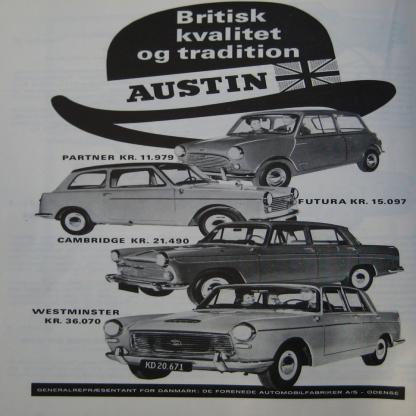 Britisk
kvalitet
og tradition
AUSTIN
PARTNER KR. 11.979
FUTURA KR. 15.097
CAMBRIDGE KR. 21.490
WESTMINSTER
KR. 36.070
KD 20.671
GENERALREPRÆSENTANT FOR DANMARK: DE FORENEDE AUTOMOBILFABRIKER A/S - ODENSE